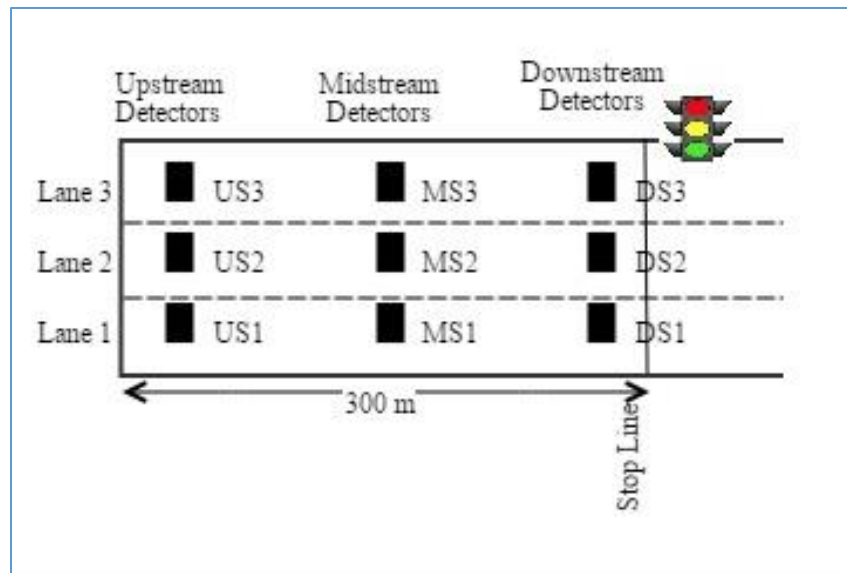 Upstream
Detectors
Midstream
Detectors
Downstream
Detectors
Lane 3
US3
MS3
DS3
Lane 2
US2
MS2
DS2
Lane 1
US1
MS1
DS1
300 m
Stop Line